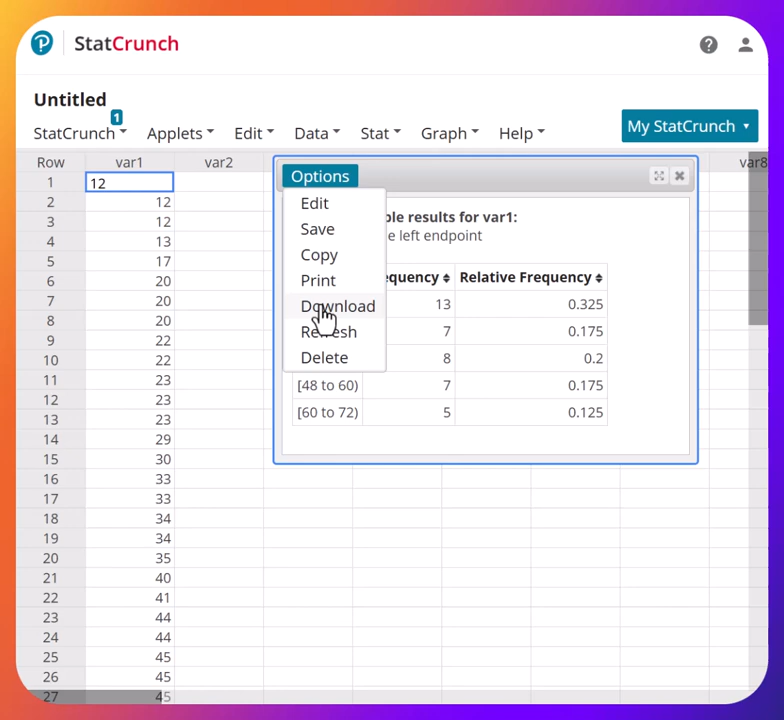 StatCrunch
Untitled
1
StatCrunch Applets Edit Data Stat Graph Help My StatCrunch
Row var1 var2 var8
Options
Edit
Save
Copy
Print
Download
Refresh
Delete
ble results for var1:
e left endpoint
equency Relative Frequency
13 0.325
7 0.175
8 0.2
[48 to 60) 7 0.175
[60 to 72) 5 0.125
1 12
2 12
3 12
4 13
5 17
6 20
7 20
8 20
9 22
10 22
11 23
12 23
13 23
14 29
15 30
16 33
17 33
18 34
19 34
20 35
21 40
22 41
23 44
24 44
25 45
26 45
27 45